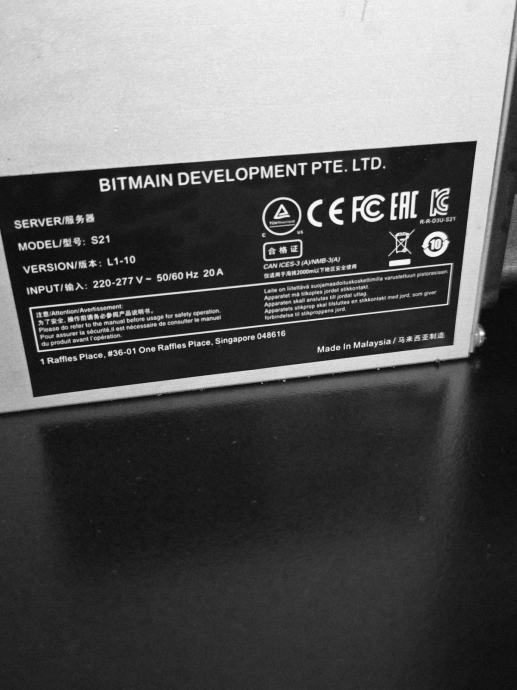 BITMAIN DEVELOPMENT PTE. LTD.
SERVER/服务器
MODEL/型号: S21
VERSION/版本: L1-10
INPUT/输入: 220-277V ~ 50/60 Hz 20A
C US
CE FC EAC
R-R-D3U-S21
合格证
10
CAN ICES-3 (A)/NMB-3(A)
仅适用于海拔2000m以下地区安全使用
注意/Attention/Avertissement:
为了安全,操作前请务必参阅产品说明书。
Please do refer to the manual before usage for safety operation.
Pour assurer la sécurité,il est nécessaire de consulter le manuel
du produit avant l'opération.
Laite on liitettävä suojamaadoituskoskettimilla varustettuun pistorasiaan.
Apparatet må tilkoples jordet stikkontakt.
Apparaten skall anslutas till jordat uttag.
Apparatets stikprop skal tilsluttes en stikkontakt med jord, som giver
forbindelse til stikproppens jord.
1 Raffles Place, #36-01 One Raffles Place, Singapore 048616
Made In Malaysia / 马来西亚制造